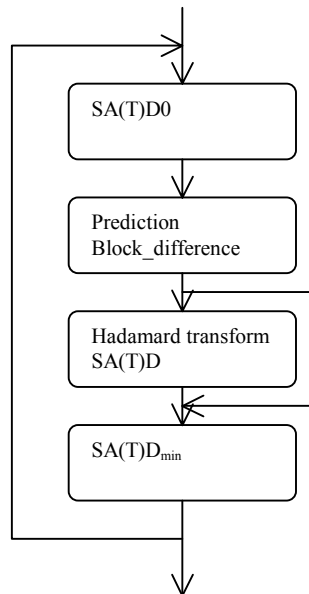 SA(T)D0
Prediction
Block_difference
Hadamard transform
SA(T)D
SA(T)Dmin